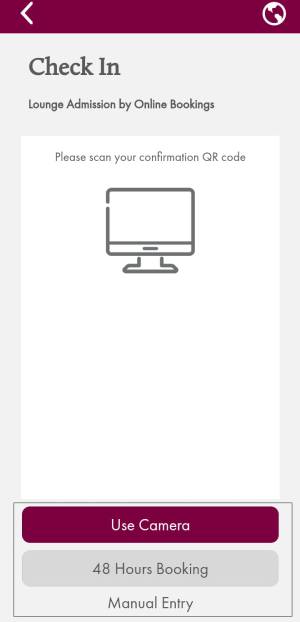 Check In
Lounge Admission by Online Bookings
Please scan your confirmation QR code
Use Camera
48 Hours Booking
Manual Entry